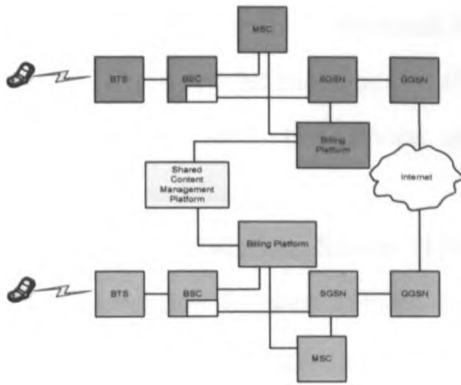 MSC
BTS
BSC
SGSN
GGSN
Billing
Platform
Shared
Content
Management
Platform
Internet
Billing Platform
BTS
BSC
SGSN
GGSN
MSC